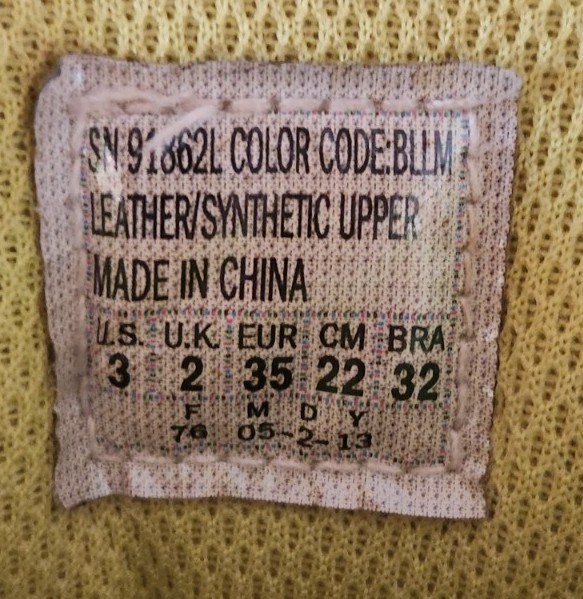 SN 91862L COLOR CODE:BLLM
LEATHER/SYNTHETIC UPPER
MADE IN CHINA
U.S. U.K. EUR CM BRA
3 2 35 22 32
F M D Y
76 05-2-13